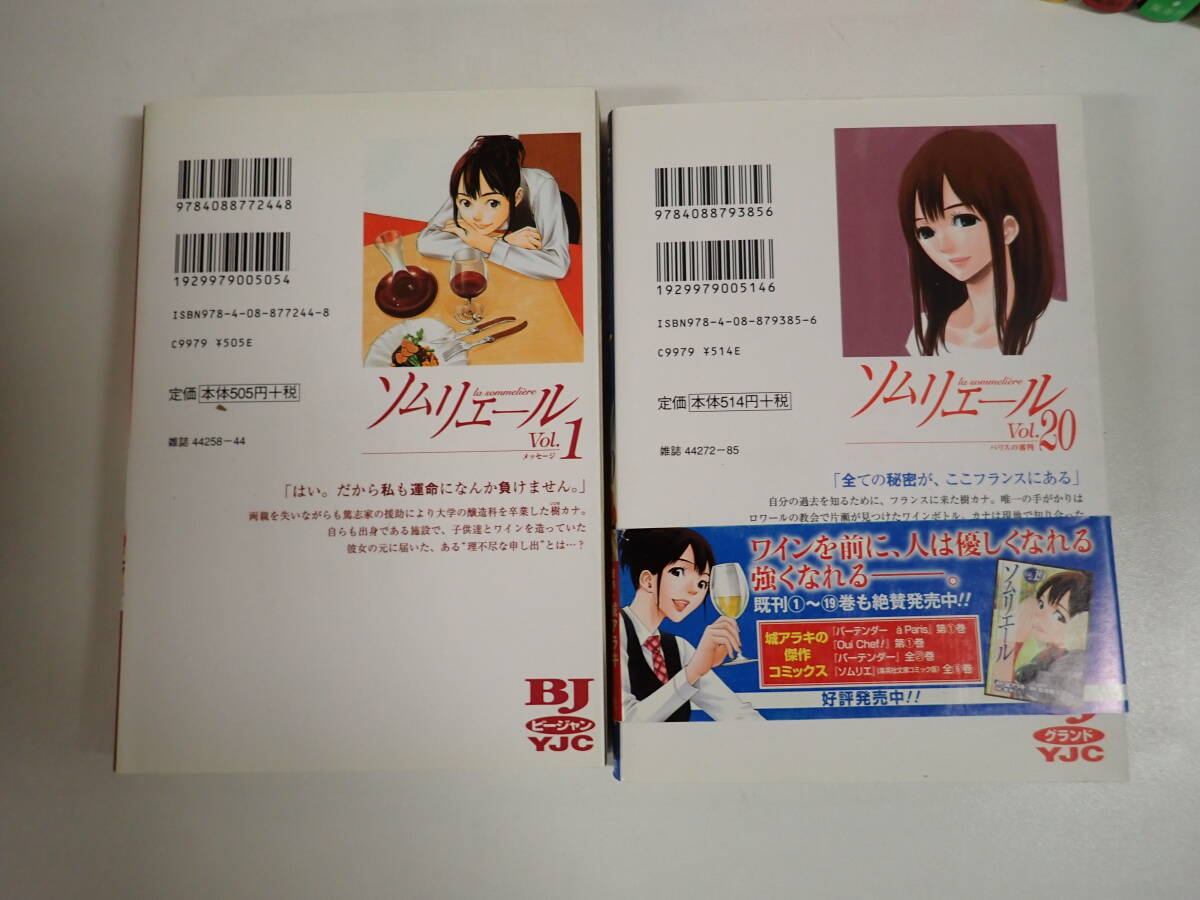 9784088772448
1929979005054
ISBN978-4-08-877244-8
C9979 ¥505E
定価 本体505円+税
雑誌 44258-44
ソムリエール
la sommelière
Vol.1
メッセージ
「はい。だから私も運命になんか負けません。」
両親を失いながらも篤志家の援助により大学の醸造科を卒業した樹カナ。
自らも出身である施設で、子供達とワインを造っていた
彼女の元に届いた、ある“理不尽な申し出”とは…?
BJ
ビージャン
YJC
9784088793856
1929979005146
ISBN978-4-08-879385-6
C9979 ¥514E
定価 本体514円+税
雑誌 44272-85
ソムリエール
la sommelière
Vol.20
パリスの審判
「全ての秘密が、ここフランスにある」
自分の過去を知るために、フランスに来た樹カナ。唯一の手がかりは
ロワールの教会で片瀬が見つけたワインボトル。カナは現地で知り合った
ワインを前に、人は優しくなれる
強くなれる———。
既刊①~⑲巻も絶賛発売中!!
城アラキの
傑作
コミックス
『バーテンダー à Paris』第①巻
『Oui Chef!』第①巻
『バーテンダー』全㉑巻
『ソムリエ』(集英社文庫コミック版) 全⑥巻
好評発売中!!
ソムリエール
J
グランド
YJC